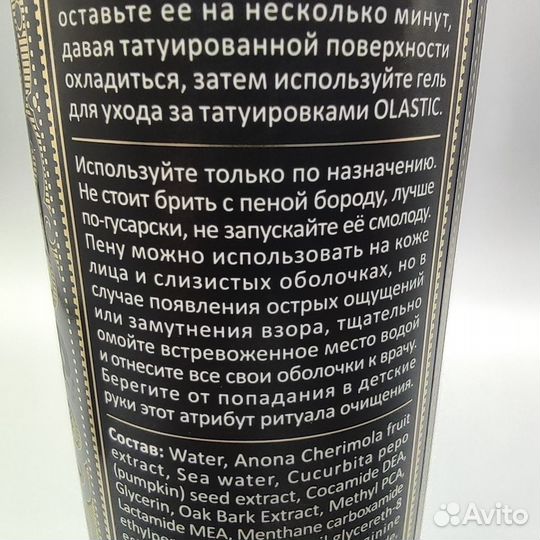 оставьте её на несколько минут,
давая татуированной поверхности
охладиться, затем используйте гель
для ухода за татуировками OLASTIC.
Используйте только по назначению.
Не стоит брить с пеной бороду, лучше
по-гусарски, не запускайте её смолоду.
Пену можно использовать на коже
лица и слизистых оболочках, но в
случае появления острых ощущений
или замутнения взора, тщательно
омойте встревоженное место водой
и отнесите все свои оболочки к врачу.
Берегите от попадания в детские
руки этот атрибут ритуала очищения.
Состав: Water, Anona Cherimola fruit
extract, Sea water, Cucurbita pepo
(pumpkin) seed extract, Cocamide DEA,
Glycerin, Oak Bark Extract, Methyl PCA,
Lactamide MEA, Menthane carboxamide
glycereth-8
Avito